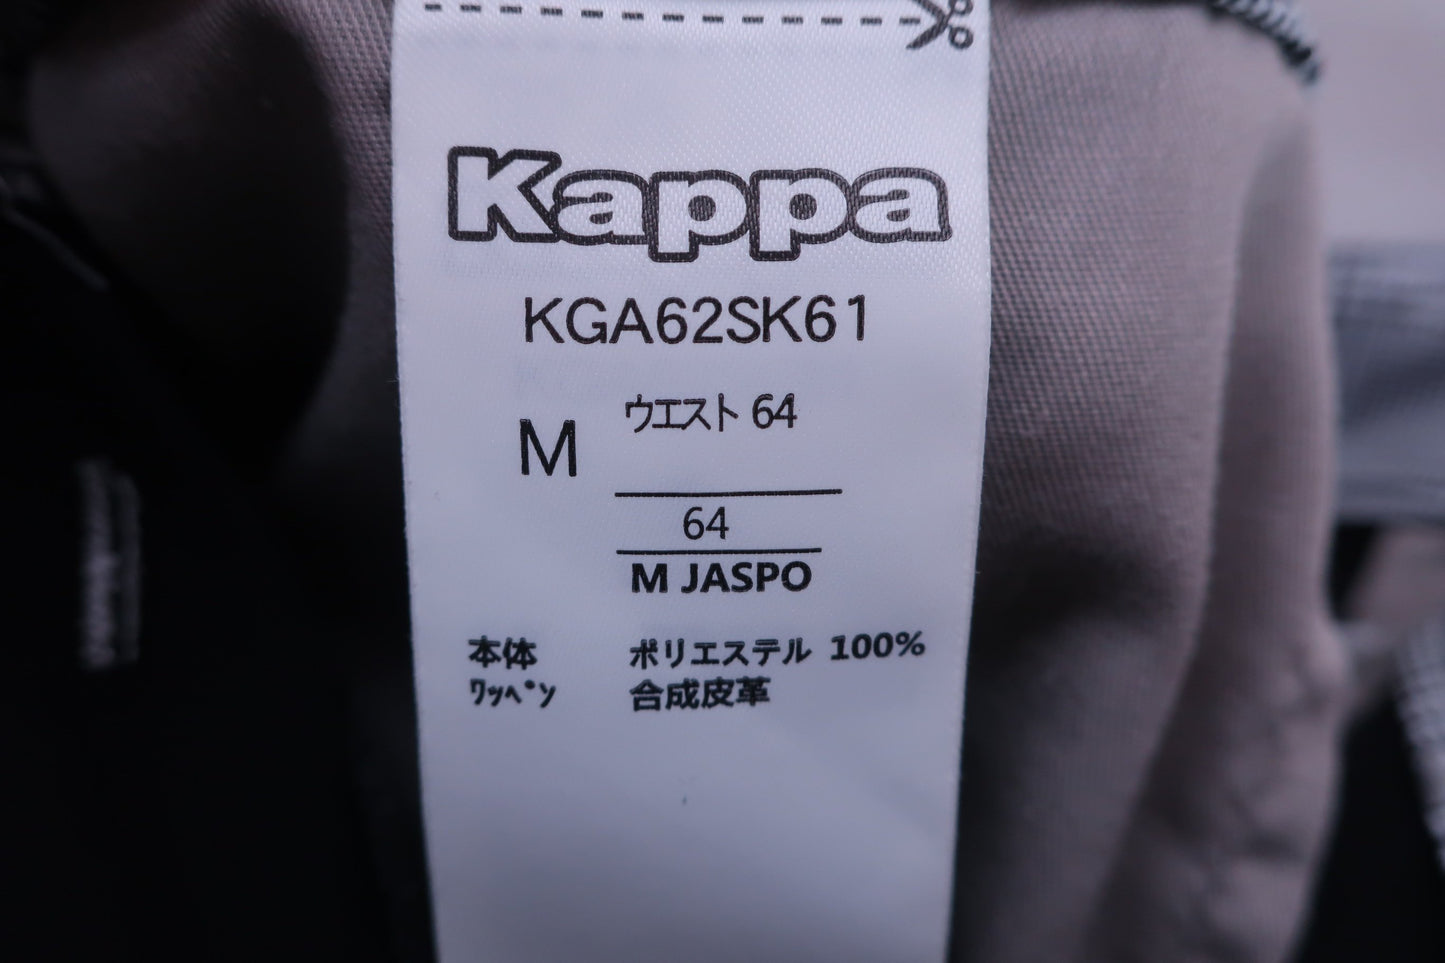 Kappa
KGA62SK61
M ウエスト 64
64
M JASPO
本体 ポリエステル 100%
ﾜｯﾍﾟﾝ 合成皮革